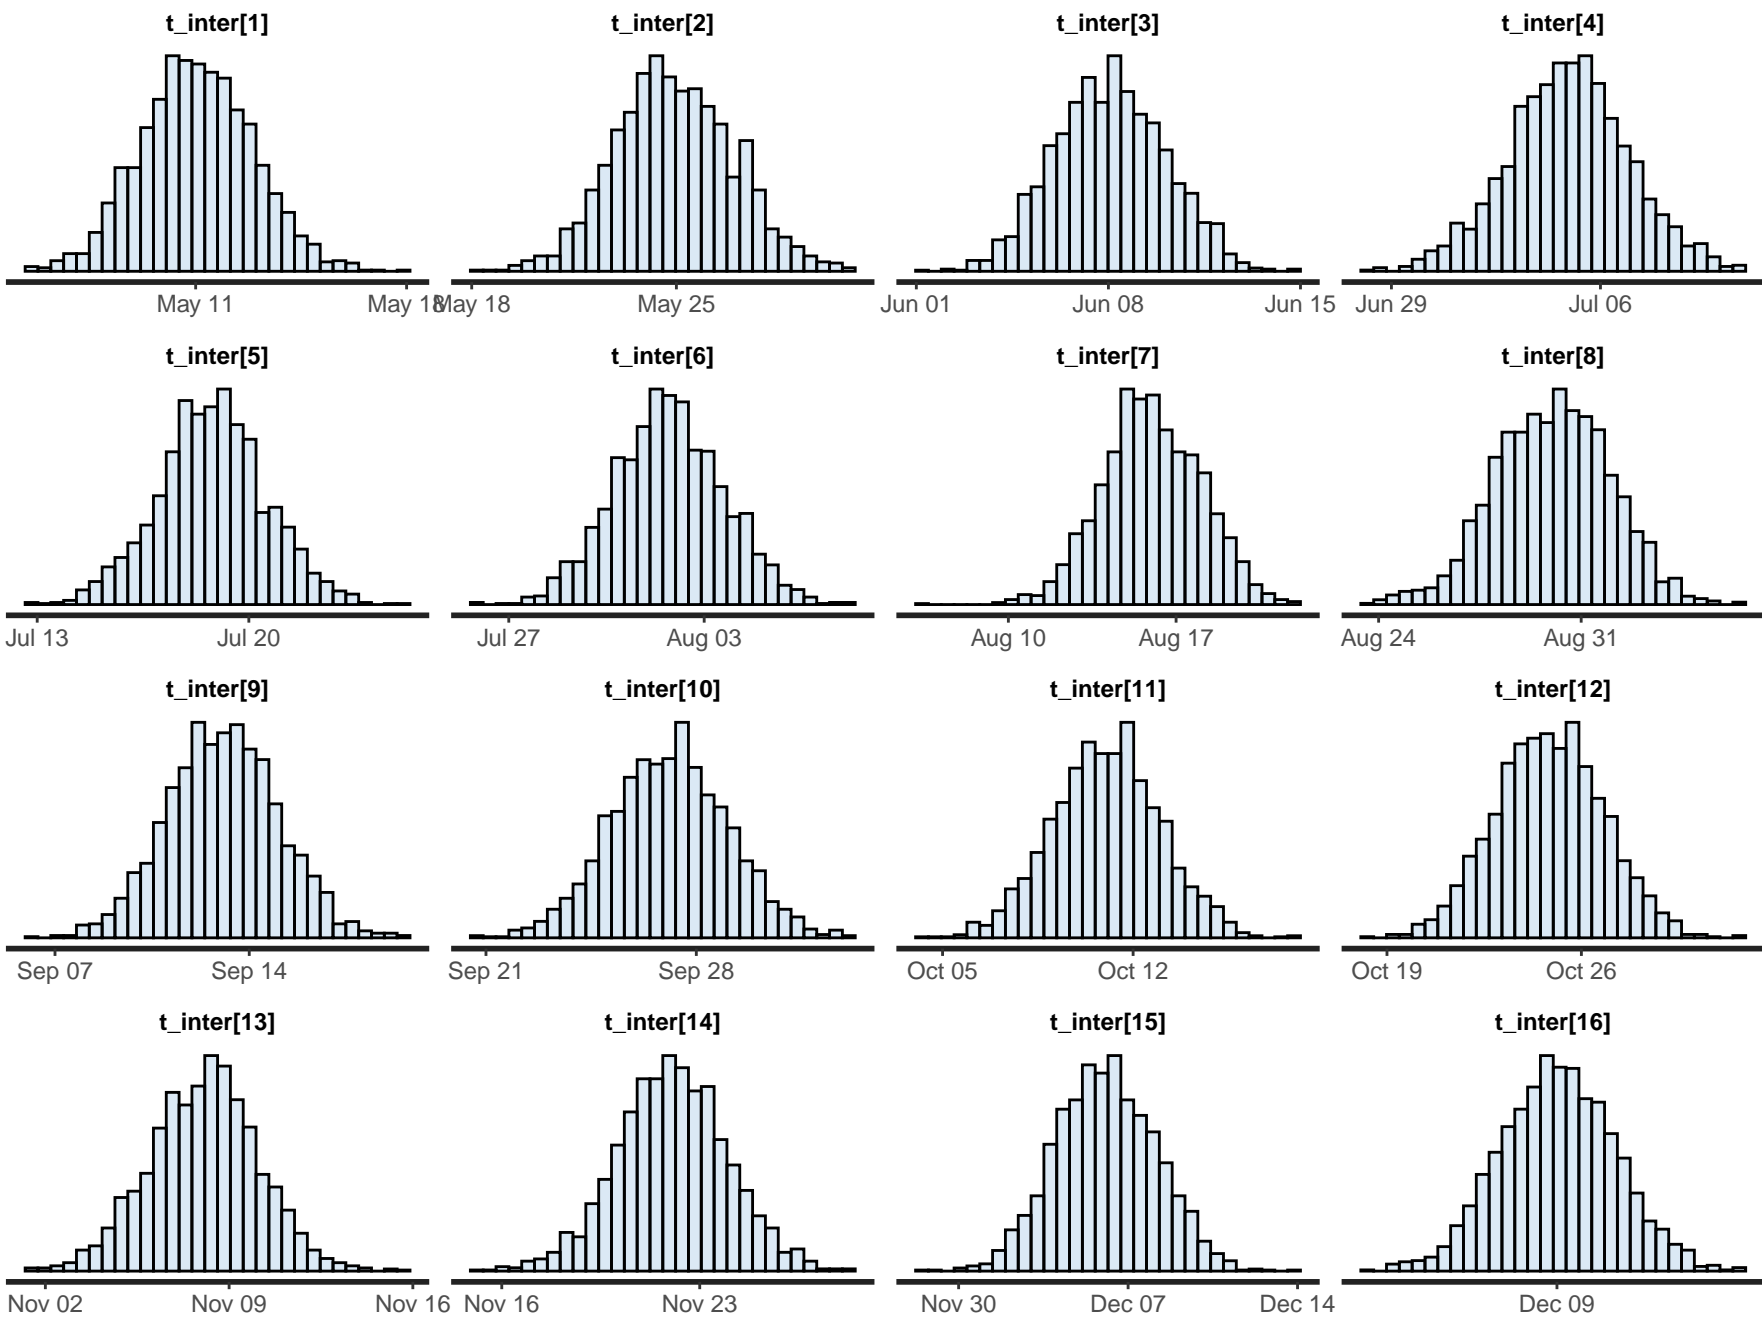 t_inter[1] t_inter[2] t_inter[3] t_inter[4]
May 11 May 18 May 18 May 25 Jun 01 Jun 08 Jun 15 Jun 29 Jul 06
t_inter[5] t_inter[6] t_inter[7] t_inter[8]
Jul 13 Jul 20 Jul 27 Aug 03 Aug 10 Aug 17 Aug 24 Aug 31
t_inter[9] t_inter[10] t_inter[11] t_inter[12]
Sep 07 Sep 14 Sep 21 Sep 28 Oct 05 Oct 12 Oct 19 Oct 26
t_inter[13] t_inter[14] t_inter[15] t_inter[16]
Nov 02 Nov 09 Nov 16 Nov 16 Nov 23 Nov 30 Dec 07 Dec 14 Dec 09